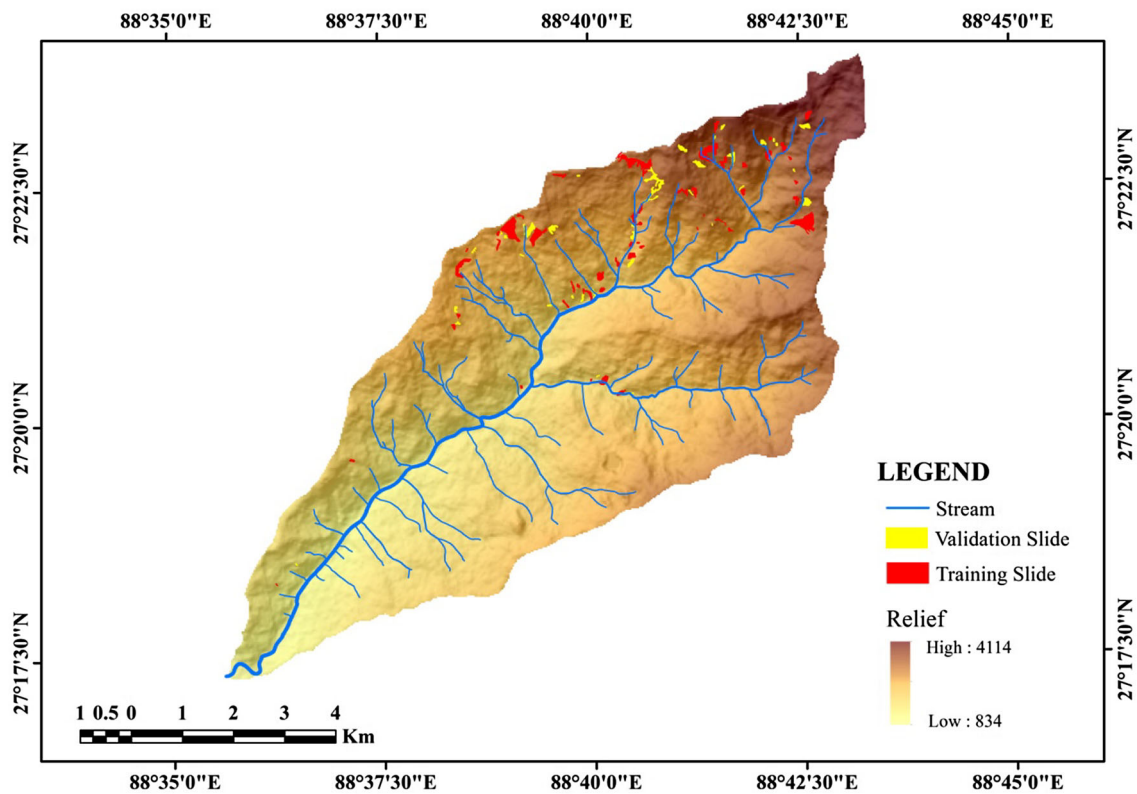 88°35'0"E 88°37'30"E 88°40'0"E 88°42'30"E 88°45'0"E
27°22'30"N
27°22'30"N
27°20'0"N
27°20'0"N
27°17'30"N
27°17'30"N
LEGEND
Stream
Validation Slide
Training Slide
Relief
High : 4114
Low : 834
1 0.5 0 1 2 3 4
Km
88°35'0"E 88°37'30"E 88°40'0"E 88°42'30"E 88°45'0"E